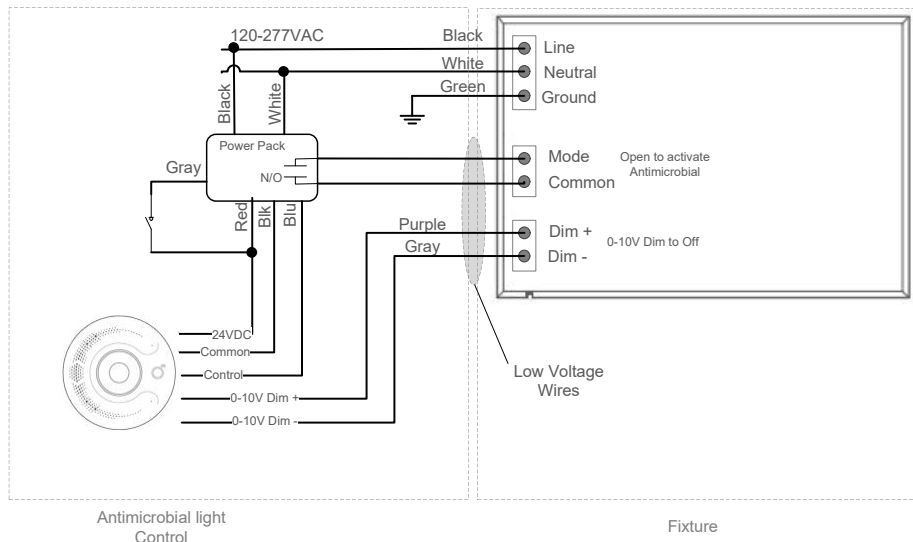 120-277VAC
Black
Line
White
Neutral
Green
Ground
Black
White
Power Pack
N/O
Gray
Red
Blk
Blu
Mode
Common
Open to activate
Antimicrobial
Purple
Gray
Dim +
Dim -
0-10V Dim to Off
24VDC
Common
Control
0-10V Dim +
0-10V Dim -
Low Voltage
Wires
Antimicrobial light
Control
Fixture